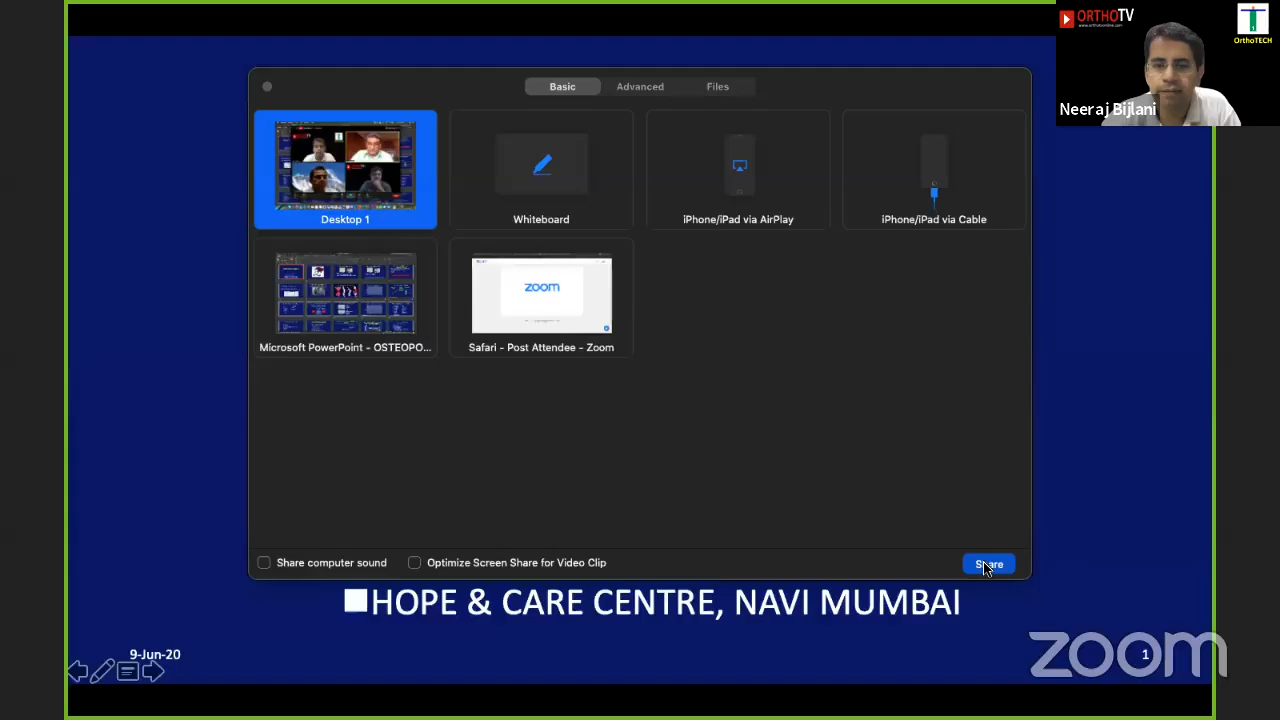 Basic
Advanced
Files
Desktop 1
Whiteboard
iPhone/iPad via AirPlay
iPhone/iPad via Cable
zoom
Microsoft PowerPoint - OSTEOPO...
Safari - Post Attendee - Zoom
Share computer sound
Optimize Screen Share for Video Clip
Share
HOPE & CARE CENTRE, NAVI MUMBAI
9-Jun-20
1
zoom
ORTHOTV
OrthoTECH
Neeraj Bijlani